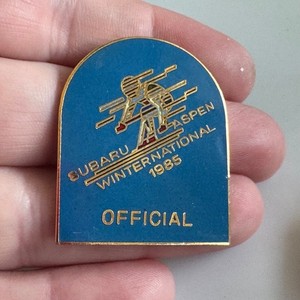 SUBARU ASPEN
WINTERNATIONAL
1985
OFFICIAL